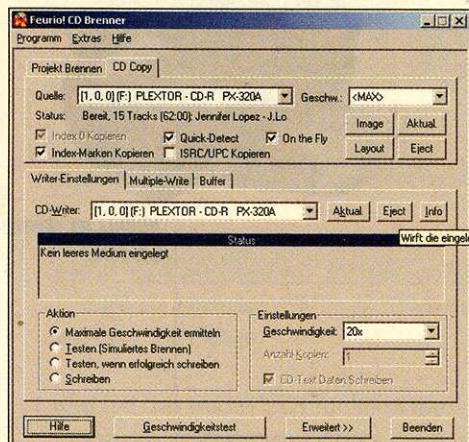 Feurio! CD Brenner
Programm Extras Hilfe
Projekt Brennen CD Copy
Quelle: [1, 0, 0] (F:) PLEXTOR - CD-R PX-320A Geschw.: <MAX>
Status: Bereit, 15 Tracks (62:00): Jennifer Lopez - J.Lo
Image Aktual.
Index 0 Kopieren Quick-Detect On the Fly
Index-Marken Kopieren ISRC/UPC Kopieren
Layout Eject
Writer-Einstellungen Multiple-Write Buffer
CD-Writer: [1, 0, 0] (F:) PLEXTOR - CD-R PX-320A Aktual Eject Info
Status
Wirft die eingele
Kein leeres Medium eingelegt
Aktion
Maximale Geschwindigkeit ermitteln
Testen (Simuliertes Brennen)
Testen, wenn erfolgreich schreiben
Schreiben
Einstellungen
Geschwindigkeit: 20x
Anzahl Kopien: 1
CD-Text Daten Schreiben
Hilfe Geschwindigkeitstest Erweitert >> Beenden